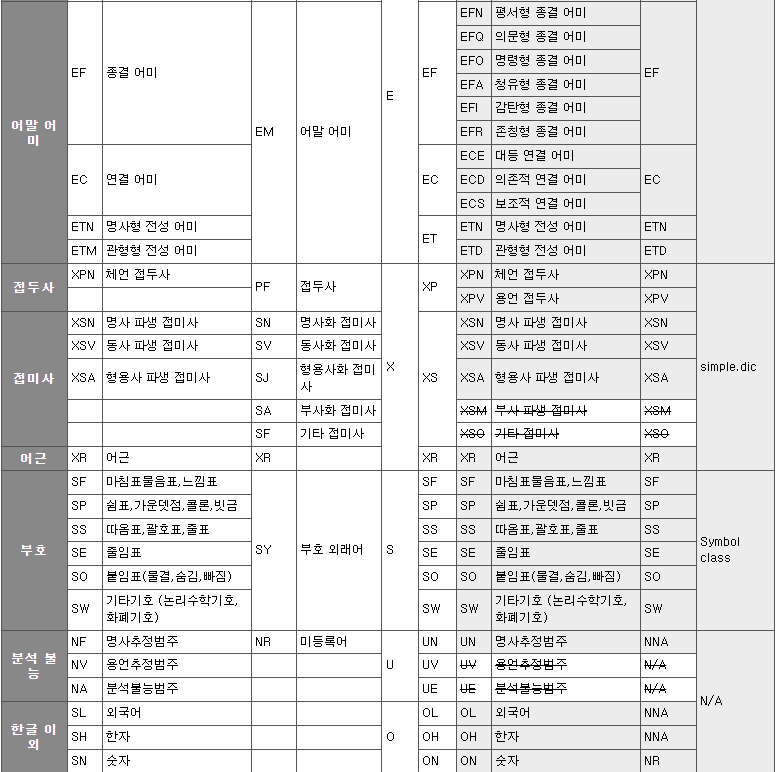 EFN 평서형 종결 어미
EFQ 의문형 종결 어미
어말 어미 EF 종결 어미 EM 어말 어미 E EF EFO 명령형 종결 어미 EF
EFA 청유형 종결 어미
EFI 감탄형 종결 어미
EFR 존칭형 종결 어미
EC 연결 어미 EC ECE 대등 연결 어미 EC
ECD 의존적 연결 어미
ECS 보조적 연결 어미
ETN 명사형 전성 어미 ET ETN 명사형 전성 어미 ETN
ETM 관형형 전성 어미 ETD 관형형 전성 어미 ETD
접두사 XPN 체언 접두사 PF 접두사 X XP XPN 체언 접두사 XPN simple.dic
XPV 용언 접두사 XPV
접미사 XSN 명사 파생 접미사 SN 명사화 접미사 XS XSN 명사 파생 접미사 XSN
XSV 동사 파생 접미사 SV 동사화 접미사 XSV 동사 파생 접미사 XSV
XSA 형용사 파생 접미사 SJ 형용사화 접미사 XSA 형용사 파생 접미사 XSA
SA 부사화 접미사 XSM 부사 파생 접미사 XSM
SF 기타 접미사 XSO 기타 접미사 XSO
어근 XR 어근 XR XR XR 어근 XR
부호 SF 마침표물음표,느낌표 SY 부호 외래어 S SF SF 마침표물음표,느낌표 SF Symbol class
SP 쉼표,가운뎃점,콜론,빗금 SP SP 쉼표,가운뎃점,콜론,빗금 SP
SS 따옴표,괄호표,줄표 SS SS 따옴표,괄호표,줄표 SS
SE 줄임표 SE SE 줄임표 SE
SO 붙임표(물결,숨김,빠짐) SO SO 붙임표(물결,숨김,빠짐) SO
SW 기타기호 (논리수학기호,화폐기호) SW SW 기타기호 (논리수학기호,화폐기호) SW
분석 불능 NF 명사추정범주 NR 미등록어 U UN UN 명사추정범주 NNA N/A
NV 용언추정범주 UV UV 용언추정범주 N/A
NA 분석불능범주 UE UE 분석불능범주 N/A
한글 이외 SL 외국어 O OL OL 외국어 NNA
SH 한자 OH OH 한자 NNA
SN 숫자 ON ON 숫자 NR